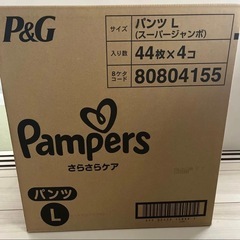 P&G
サイズ
パンツ L
(スーパージャンボ)
入り数
44枚×4コ
8ケタ
コード
80804155
Pampers
さらさらケア
パンツ
L